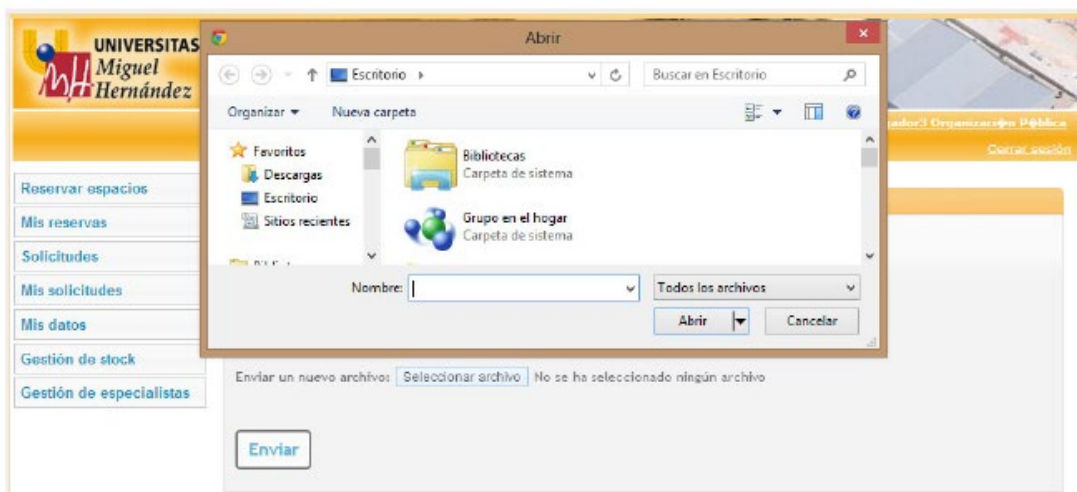 UNIVERSITAS
Miguel
Hernández
Abrir
Escritorio
Buscar en Escritorio
Organizar
Nueva carpeta
Favoritos
Descargas
Escritorio
Sitios recientes
Bibliotecas
Carpeta de sistema
Grupo en el hogar
Carpeta de sistema
Nombre:
Todos los archivos
Abrir
Cancelar
ador3 Organizaci�n P�blica
Cerrar sesión
Reservar espacios
Mis reservas
Solicitudes
Mis solicitudes
Mis datos
Gestión de stock
Gestión de especialistas
Enviar un nuevo archivo: Seleccionar archivo No se ha seleccionado ningún archivo
Enviar